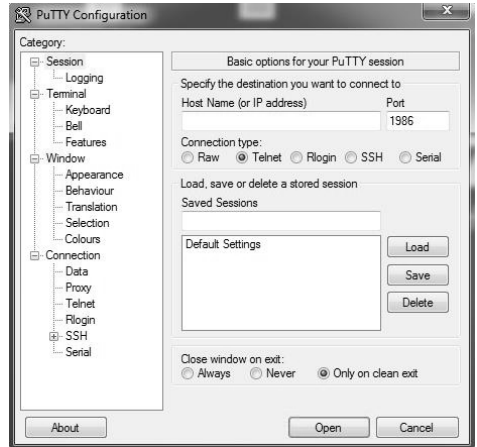 PuTTY Configuration
Category:
Session
Logging
Terminal
Keyboard
Bell
Features
Window
Appearance
Behaviour
Translation
Selection
Colours
Connection
Data
Proxy
Telnet
Rlogin
SSH
Serial
Basic options for your PuTTY session
Specify the destination you want to connect to
Host Name (or IP address) Port
1986
Connection type:
Raw Telnet Rlogin SSH Serial
Load, save or delete a stored session
Saved Sessions
Default Settings
Load
Save
Delete
Close window on exit:
Always Never Only on clean exit
About Open Cancel